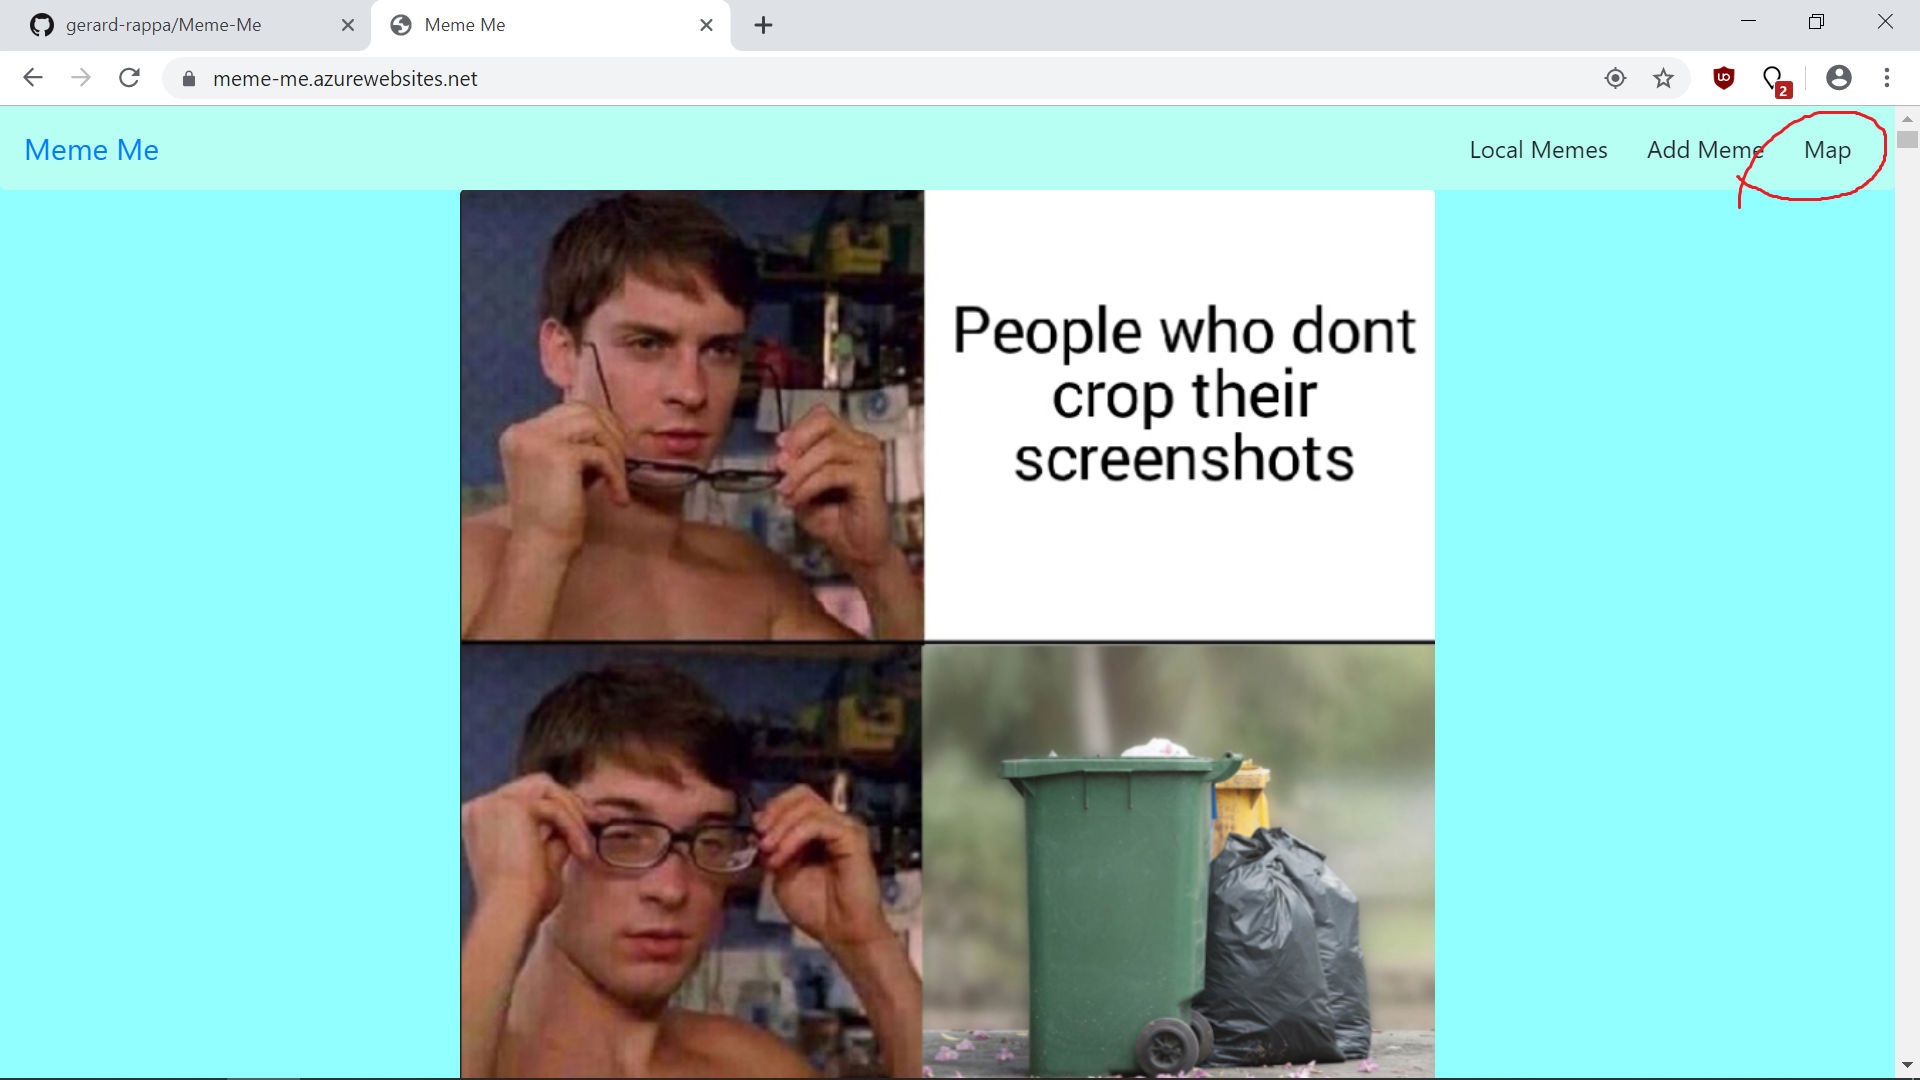 gerard-rappa/Meme-Me
Meme Me
meme-me.azurewebsites.net
2
Meme Me
Local Memes
Add Meme
Map
People who dont
crop their
screenshots